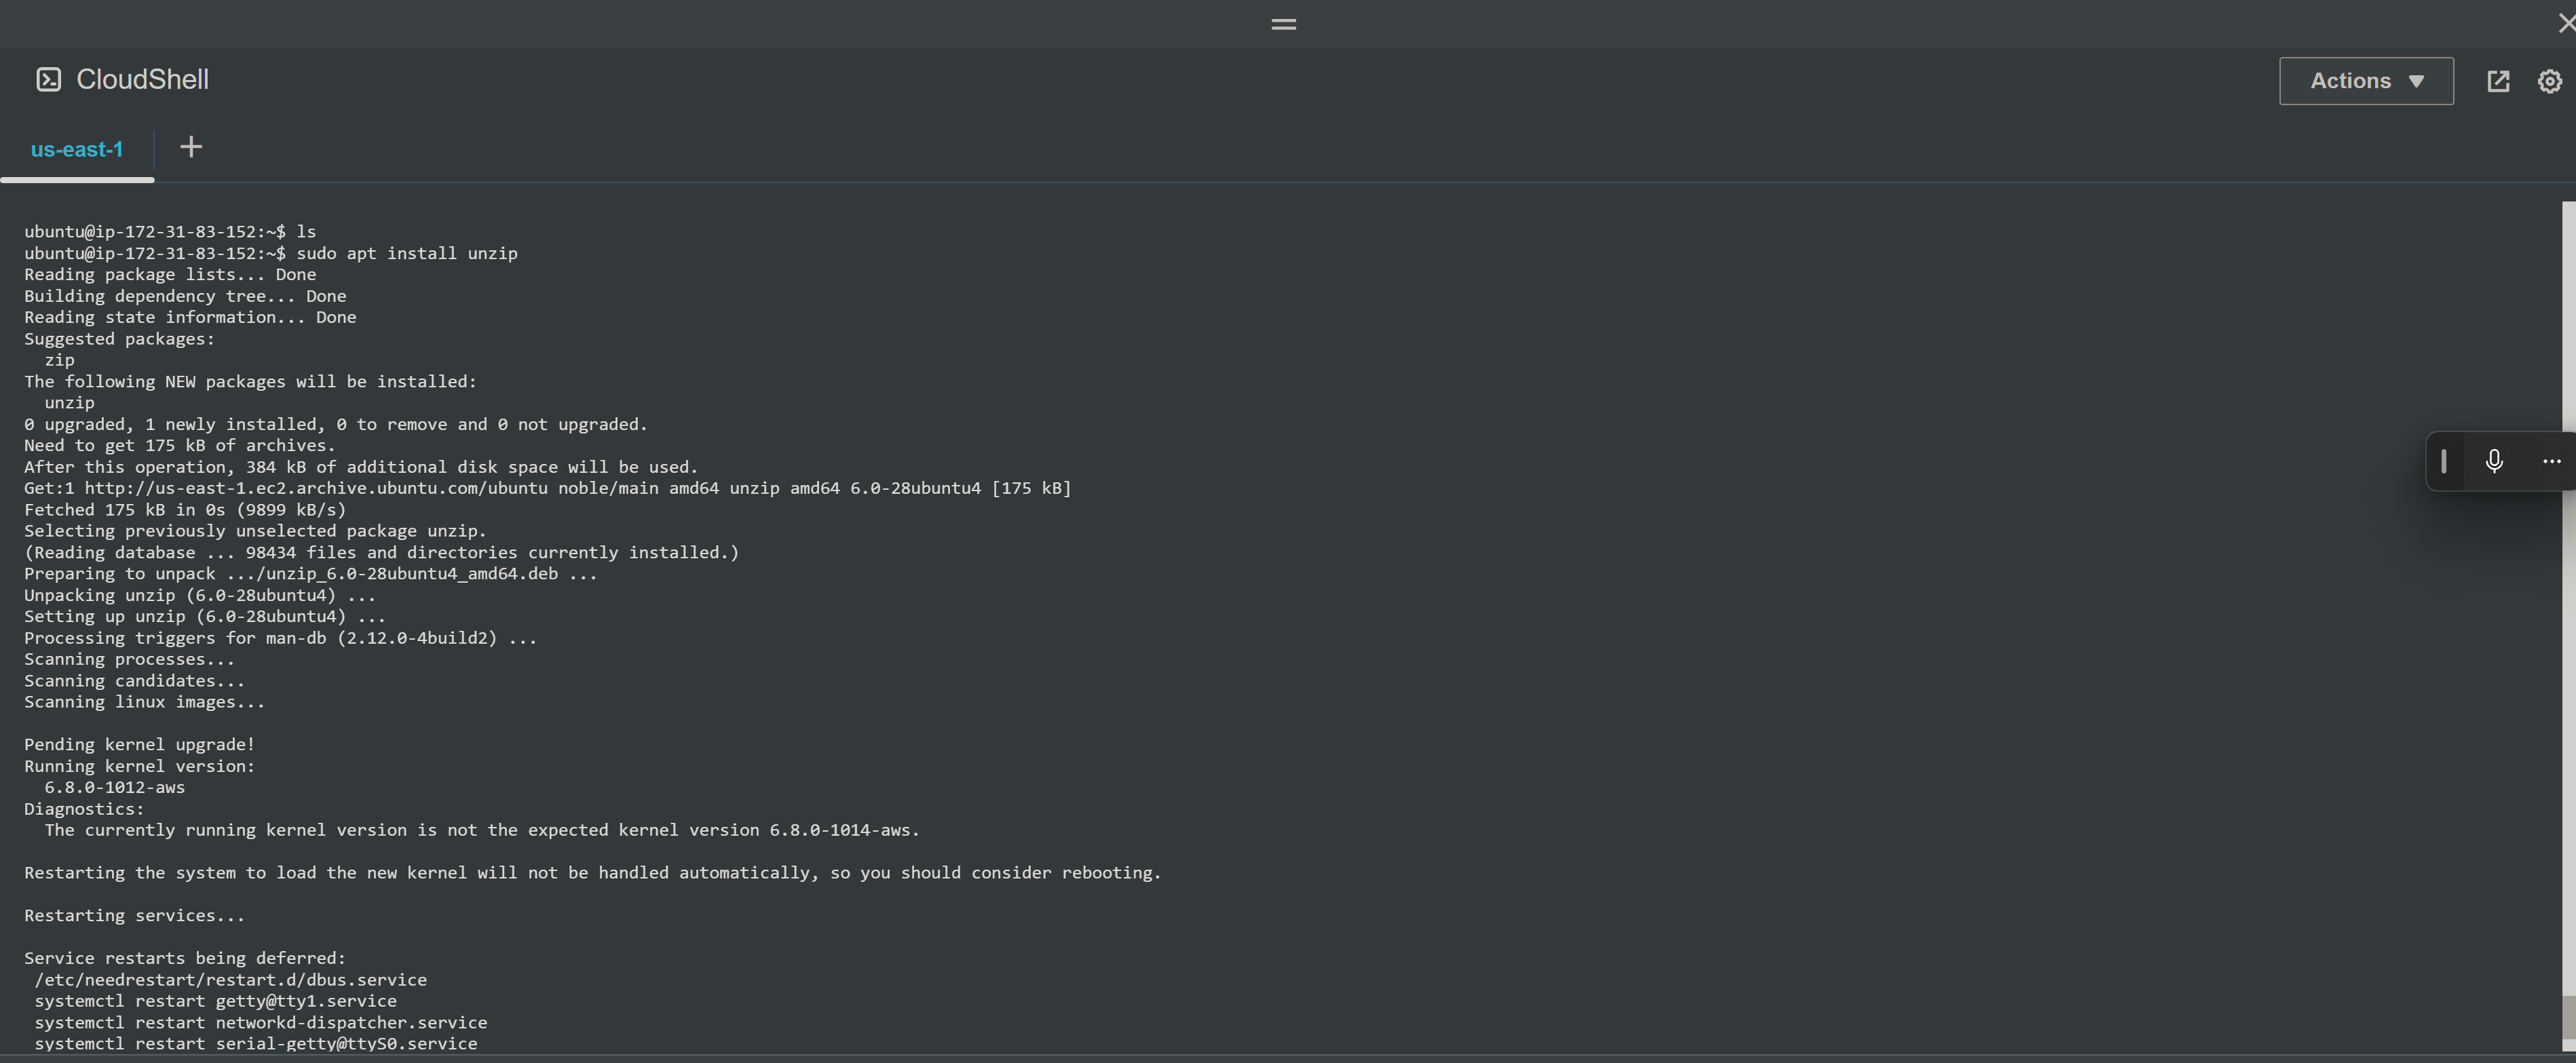 CloudShell
Actions
us-east-1
ubuntu@ip-172-31-83-152:~$ ls
ubuntu@ip-172-31-83-152:~$ sudo apt install unzip
Reading package lists... Done
Building dependency tree... Done
Reading state information... Done
Suggested packages:
  zip
The following NEW packages will be installed:
  unzip
0 upgraded, 1 newly installed, 0 to remove and 0 not upgraded.
Need to get 175 kB of archives.
After this operation, 384 kB of additional disk space will be used.
Get:1 http://us-east-1.ec2.archive.ubuntu.com/ubuntu noble/main amd64 unzip amd64 6.0-28ubuntu4 [175 kB]
Fetched 175 kB in 0s (9899 kB/s)
Selecting previously unselected package unzip.
(Reading database ... 98434 files and directories currently installed.)
Preparing to unpack .../unzip_6.0-28ubuntu4_amd64.deb ...
Unpacking unzip (6.0-28ubuntu4) ...
Setting up unzip (6.0-28ubuntu4) ...
Processing triggers for man-db (2.12.0-4build2) ...
Scanning processes...
Scanning candidates...
Scanning linux images...
Pending kernel upgrade!
Running kernel version:
  6.8.0-1012-aws
Diagnostics:
  The currently running kernel version is not the expected kernel version 6.8.0-1014-aws.
Restarting the system to load the new kernel will not be handled automatically, so you should consider rebooting.
Restarting services...
Service restarts being deferred:
 /etc/needrestart/restart.d/dbus.service
 systemctl restart getty@tty1.service
 systemctl restart networkd-dispatcher.service
 systemctl restart serial-getty@ttyS0.service